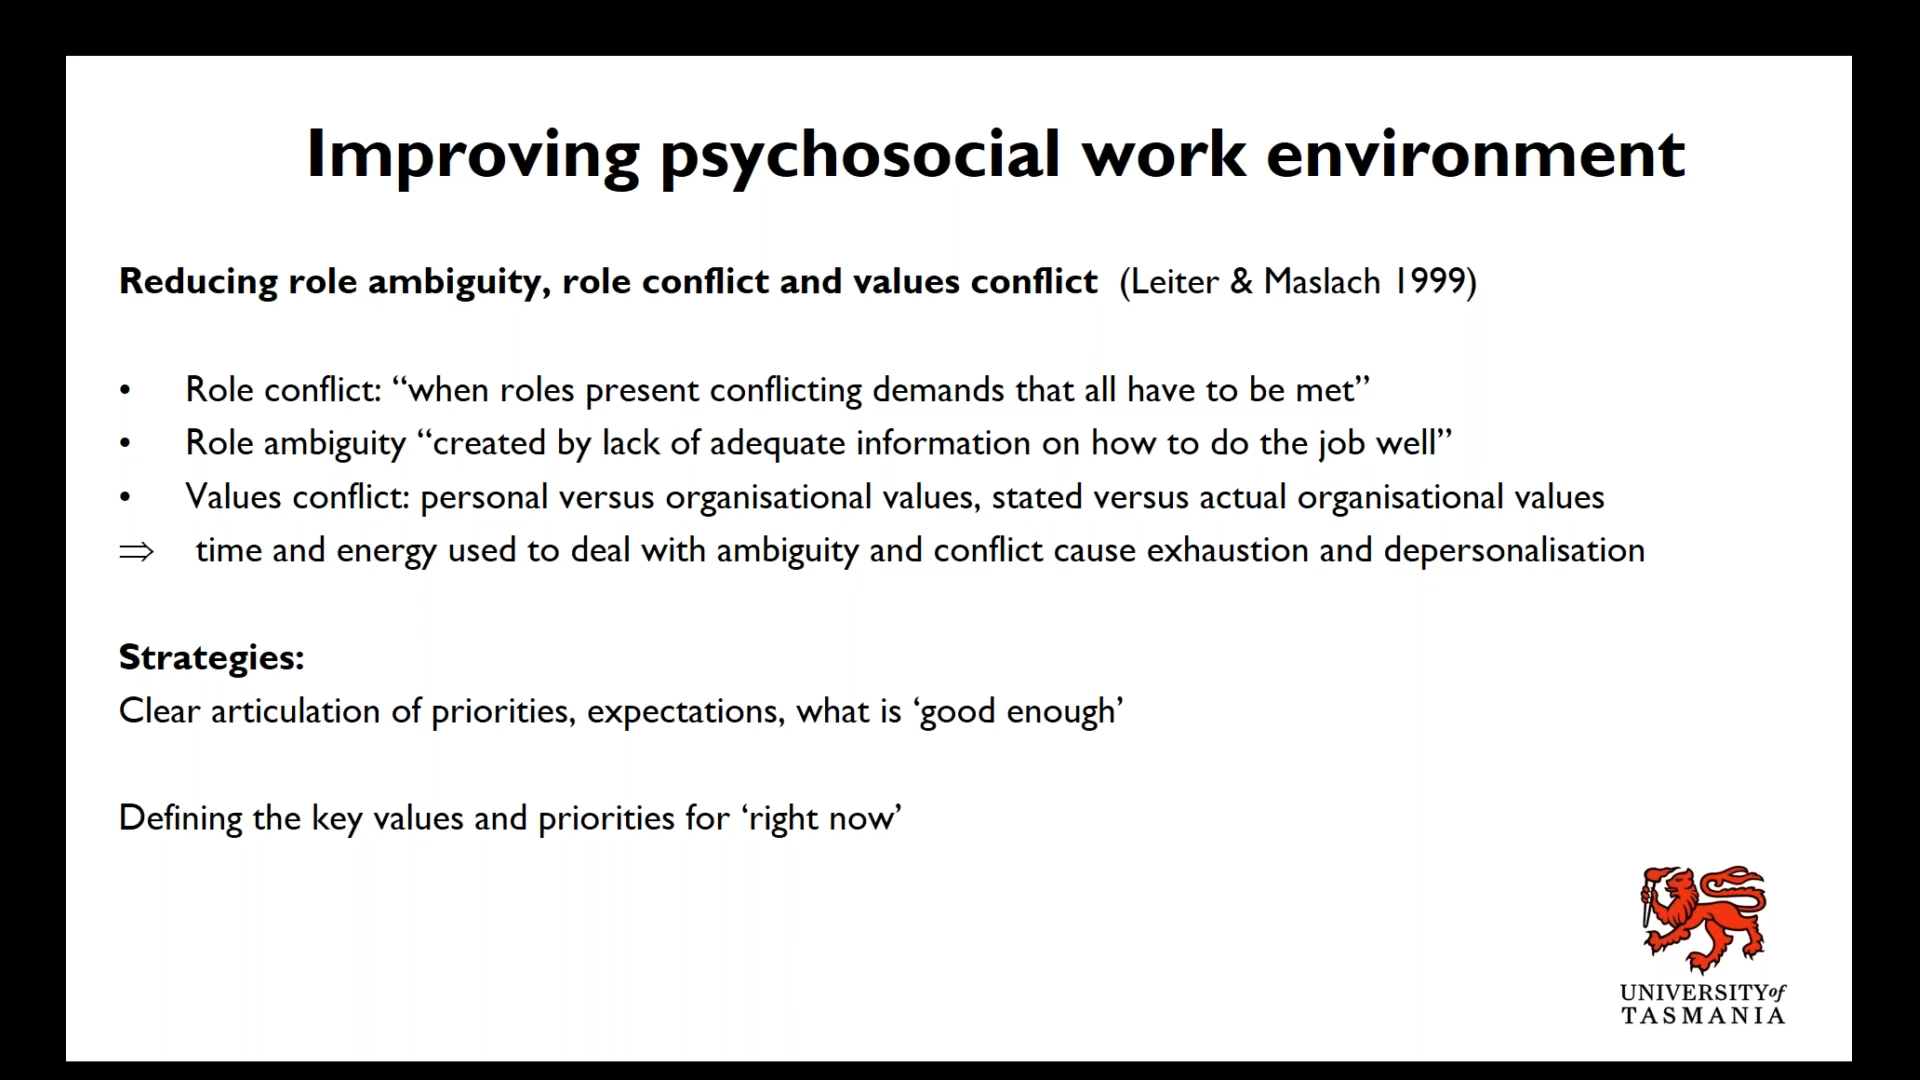 Improving psychosocial work environment
Reducing role ambiguity, role conflict and values conflict (Leiter & Maslach 1999)
• Role conflict: “when roles present conflicting demands that all have to be met”
• Role ambiguity “created by lack of adequate information on how to do the job well”
• Values conflict: personal versus organisational values, stated versus actual organisational values
⇒ time and energy used to deal with ambiguity and conflict cause exhaustion and depersonalisation
Strategies:
Clear articulation of priorities, expectations, what is ‘good enough’
Defining the key values and priorities for ‘right now’
UNIVERSITY of
TASMANIA